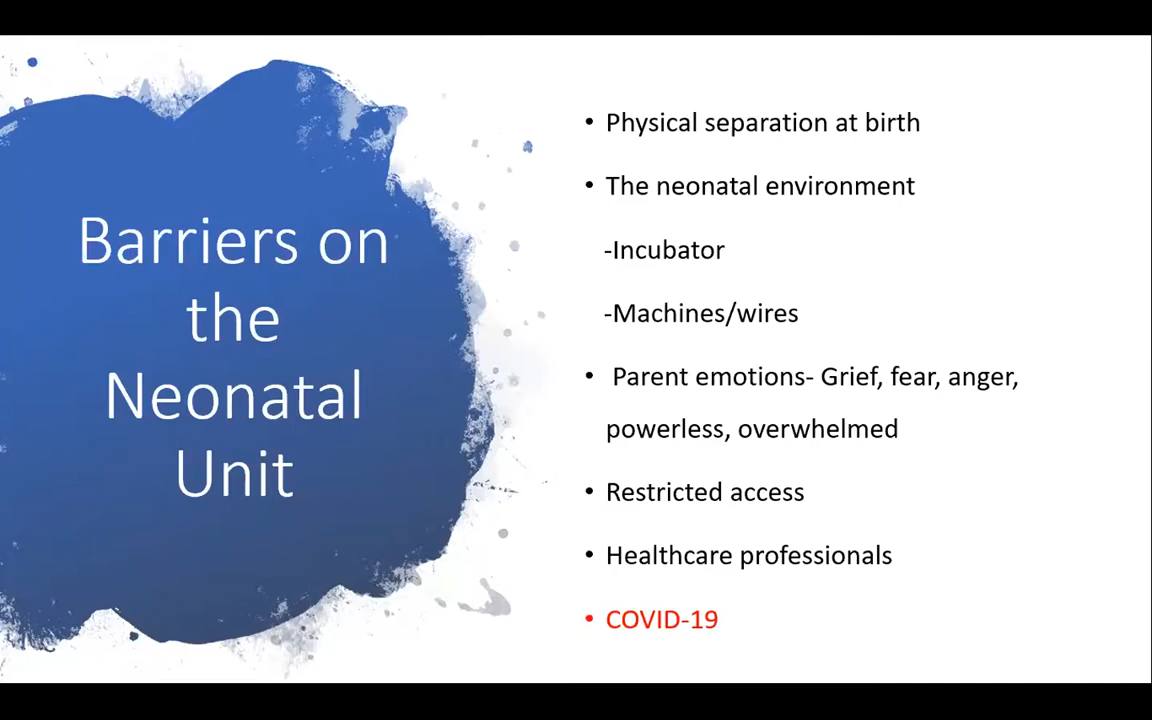 Barriers on
the
Neonatal
Unit
• Physical separation at birth
• The neonatal environment
-Incubator
-Machines/wires
• Parent emotions- Grief, fear, anger,
powerless, overwhelmed
• Restricted access
• Healthcare professionals
• COVID-19